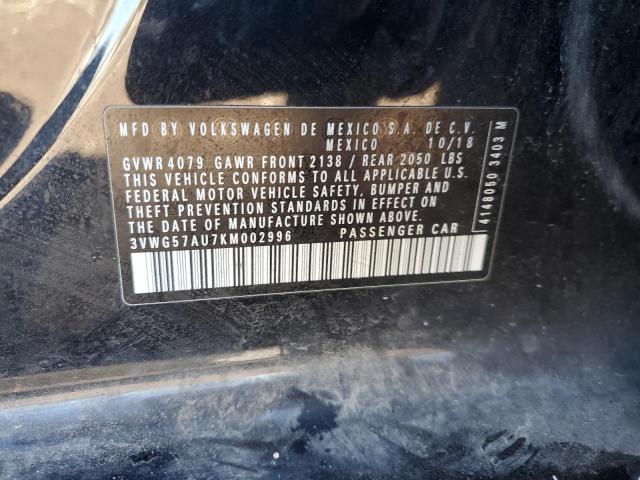 MFD BY VOLKSWAGEN DE MEXICO S.A. DE C.V.
MEXICO 10/18
GVWR 4079 GAWR FRONT 2138 / REAR 2050 LBS
THIS VEHICLE CONFORMS TO ALL APPLICABLE U.S.
FEDERAL MOTOR VEHICLE SAFETY, BUMPER AND
THEFT PREVENTION STANDARDS IN EFFECT ON
THE DATE OF MANUFACTURE SHOWN ABOVE.
3VWG57AU7KM002996 PASSENGER CAR
4148050 3403 M